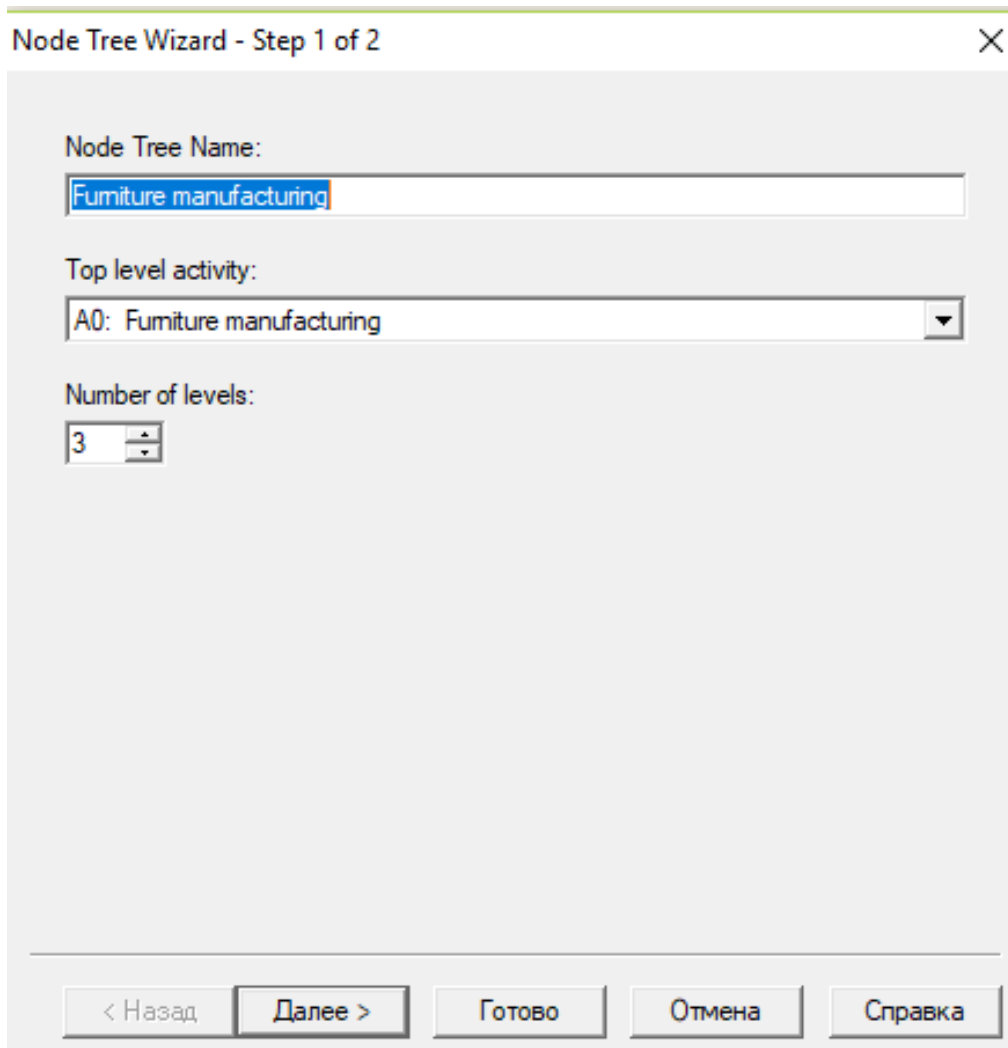 Node Tree Wizard - Step 1 of 2
Node Tree Name:
Furniture manufacturing
Top level activity:
A0: Furniture manufacturing
Number of levels:
3
< Назад Далее > Готово Отмена Справка